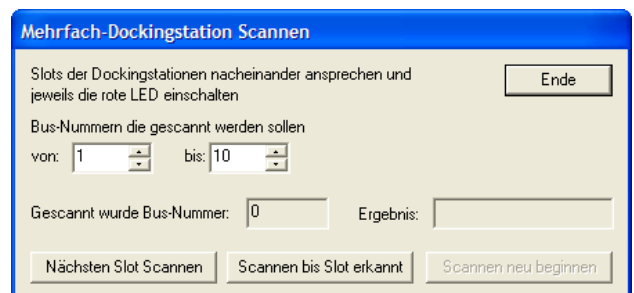 Mehrfach-Dockingstation Scannen
Slots der Dockingstationen nacheinander ansprechen und
jeweils die rote LED einschalten
Ende
Bus-Nummern die gescannt werden sollen
von: 1 bis: 10
Gescannt wurde Bus-Nummer: 0 Ergebnis:
Nächsten Slot Scannen Scannen bis Slot erkannt Scannen neu beginnen